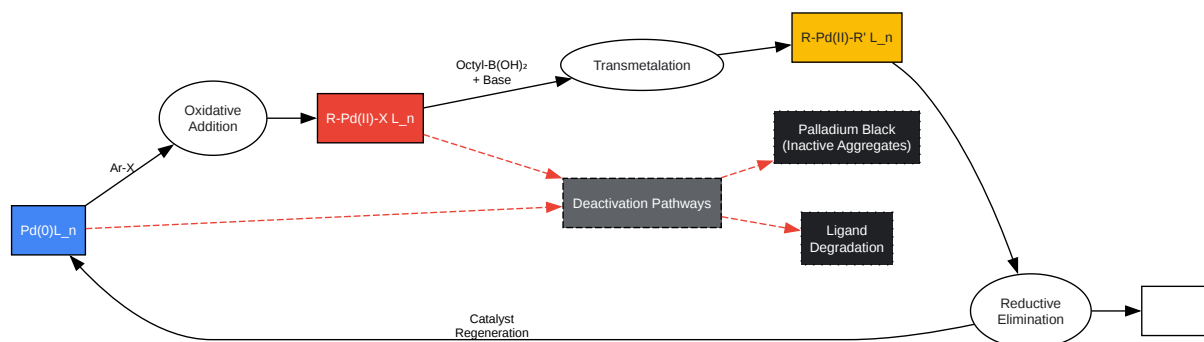 Octyl-B(OH)₂
+ Base
Transmetalation
R-Pd(II)-R' L_n
Oxidative
Addition
R-Pd(II)-X L_n
Ar-X
Palladium Black
(Inactive Aggregates)
Deactivation Pathways
Pd(0)L_n
Ligand
Degradation
Reductive
Elimination
Catalyst
Regeneration